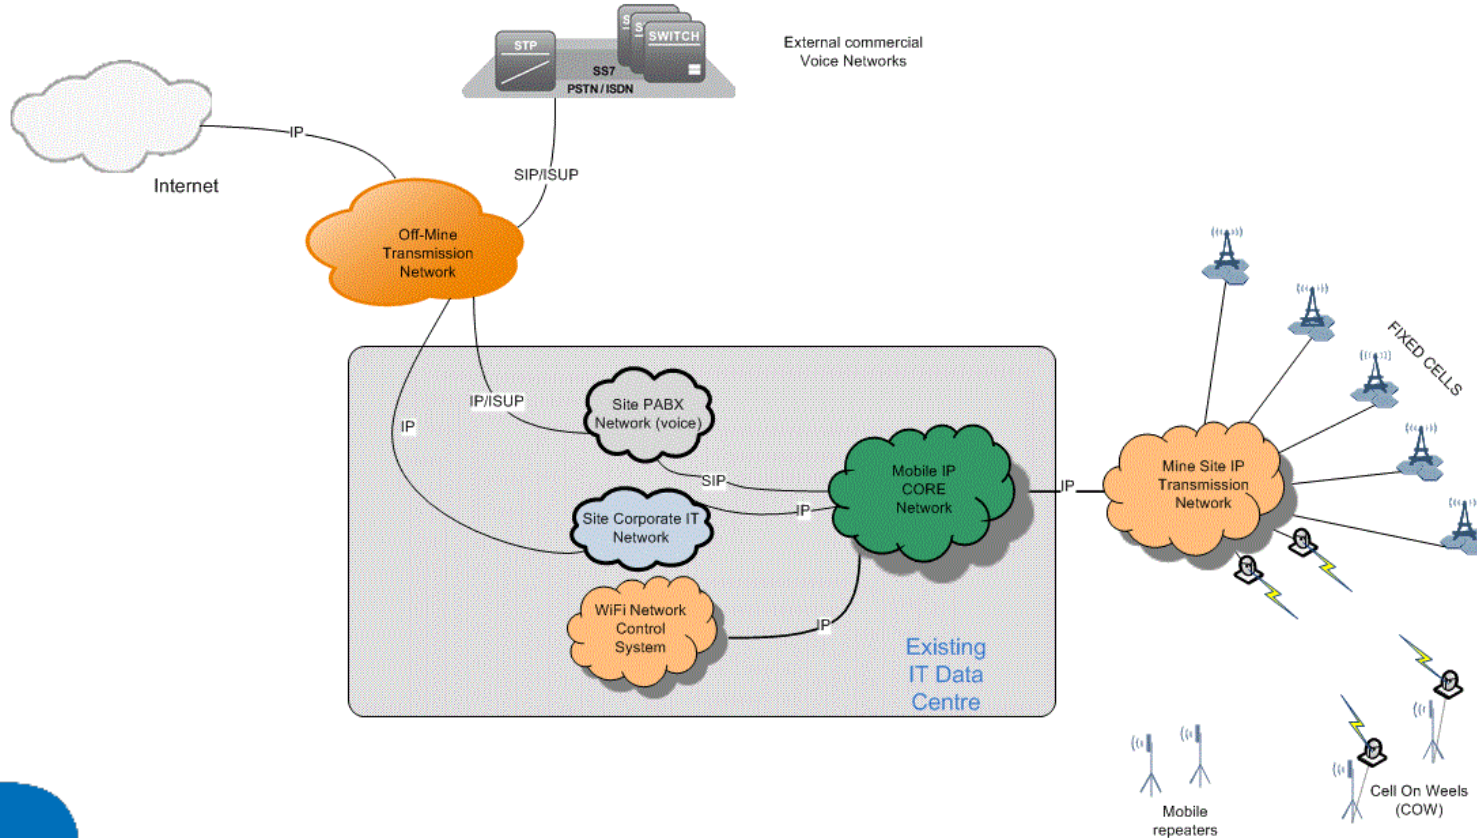 STP
S
S
SWITCH
SS7
PSTN / ISDN
External commercial
Voice Networks
IP
Internet
SIP/ISUP
Off-Mine
Transmission
Network
FIXED CELLS
IP/ISUP
IP
Site PABX
Network (voice)
SIP
Mobile IP
CORE
Network
IP
Mine Site IP
Transmission
Network
Site Corporate IT
Network
IP
WiFi Network
Control
System
IP
Existing
IT Data
Centre
Mobile
repeaters
Cell On Weels
(COW)